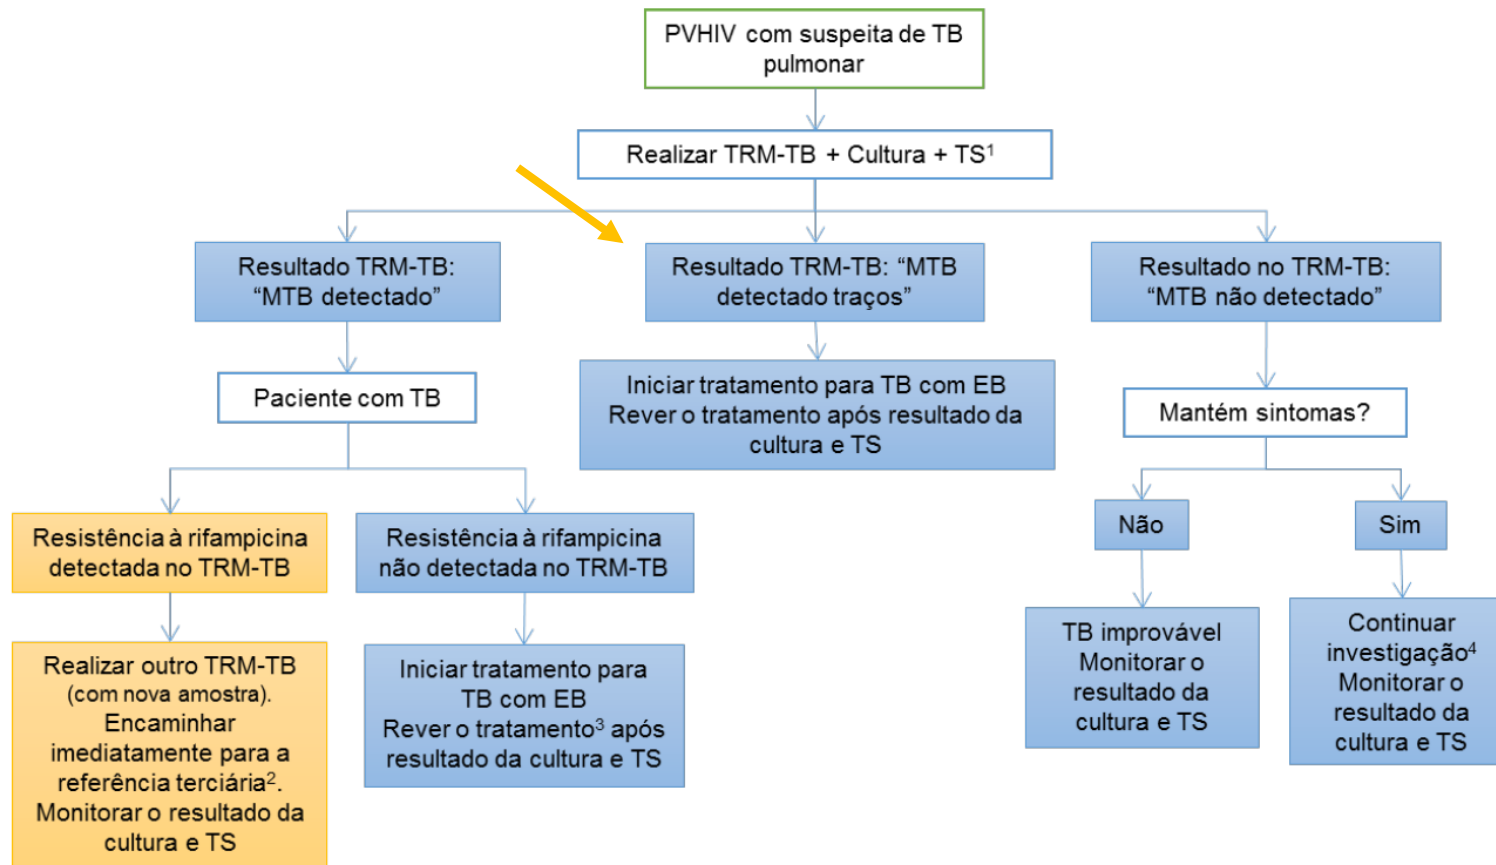 PVHIV com suspeita de TB
pulmonar
Realizar TRM-TB + Cultura + TS¹
Resultado TRM-TB:
“MTB detectado”
Resultado TRM-TB: “MTB
detectado traços”
Resultado no TRM-TB:
“MTB não detectado”
Paciente com TB
Iniciar tratamento para TB com EB
Rever o tratamento após resultado da
cultura e TS
Mantém sintomas?
Resistência à rifampicina
detectada no TRM-TB
Resistência à rifampicina
não detectada no TRM-TB
Não
Sim
Realizar outro TRM-TB
(com nova amostra).
Encaminhar
imediatamente para a
referência terciária².
Monitorar o resultado da
cultura e TS
Iniciar tratamento para
TB com EB
Rever o tratamento³ após
resultado da cultura e TS
TB improvável
Monitorar o
resultado da
cultura e TS
Continuar
investigação⁴
Monitorar o
resultado da
cultura e TS